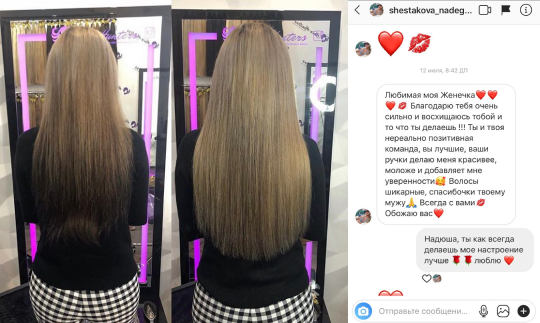 shestakova_nadeg...
12 июля, 8:42 ДП
Любимая моя Женечка❤️❤️
❤️💋 Благодарю тебя очень
сильно и восхищаюсь тобой и
то что ты делаешь !!! Ты и твоя
нереально позитивная
команда, вы лучшие, ваши
ручки делаю меня красивее,
моложе и добавляет мне
уверенности🥰 Волосы
шикарные, спасибочки твоему
мужу🙏 Всегда с вами💋
Обожаю вас❤️
Надюша, ты как всегда
делаешь мое настроение
лучше 🌹🌹люблю ❤️
Отправьте сообщени...